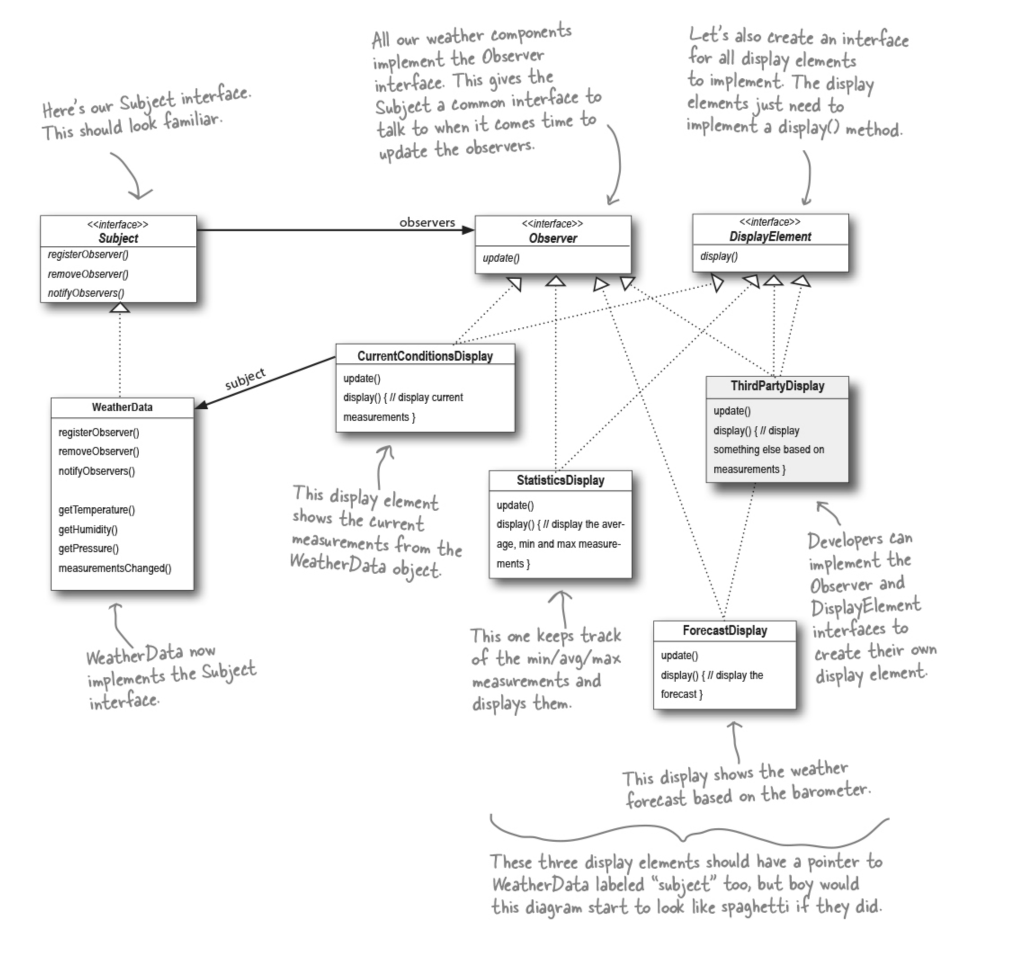 Here's our Subject interface.
This should look familiar.
All our weather components
implement the Observer
interface. This gives the
Subject a common interface to
talk to when it comes time to
update the observers.
Let's also create an interface
for all display elements
to implement. The display
elements just need to
implement a display() method.
<<interface>>
Subject
registerObserver()
removeObserver()
notifyObservers()
observers
<<interface>>
Observer
update()
<<interface>>
DisplayElement
display()
subject
WeatherData
registerObserver()
removeObserver()
notifyObservers()
getTemperature()
getHumidity()
getPressure()
measurementsChanged()
CurrentConditionsDisplay
update()
display() { // display current
measurements }
ThirdPartyDisplay
update()
display() { // display
something else based on
measurements }
StatisticsDisplay
update()
display() { // display the aver-
age, min and max measure-
ments }
This display element
shows the current
measurements from the
WeatherData object.
Developers can
implement the
Observer and
DisplayElement
interfaces to
create their own
display element.
ForecastDisplay
update()
display() { // display the
forecast }
WeatherData now
implements the Subject
interface.
This one keeps track
of the min/avg/max
measurements and
displays them.
This display shows the weather
forecast based on the barometer.
These three display elements should have a pointer to
WeatherData labeled "subject" too, but boy would
this diagram start to look like spaghetti if they did.